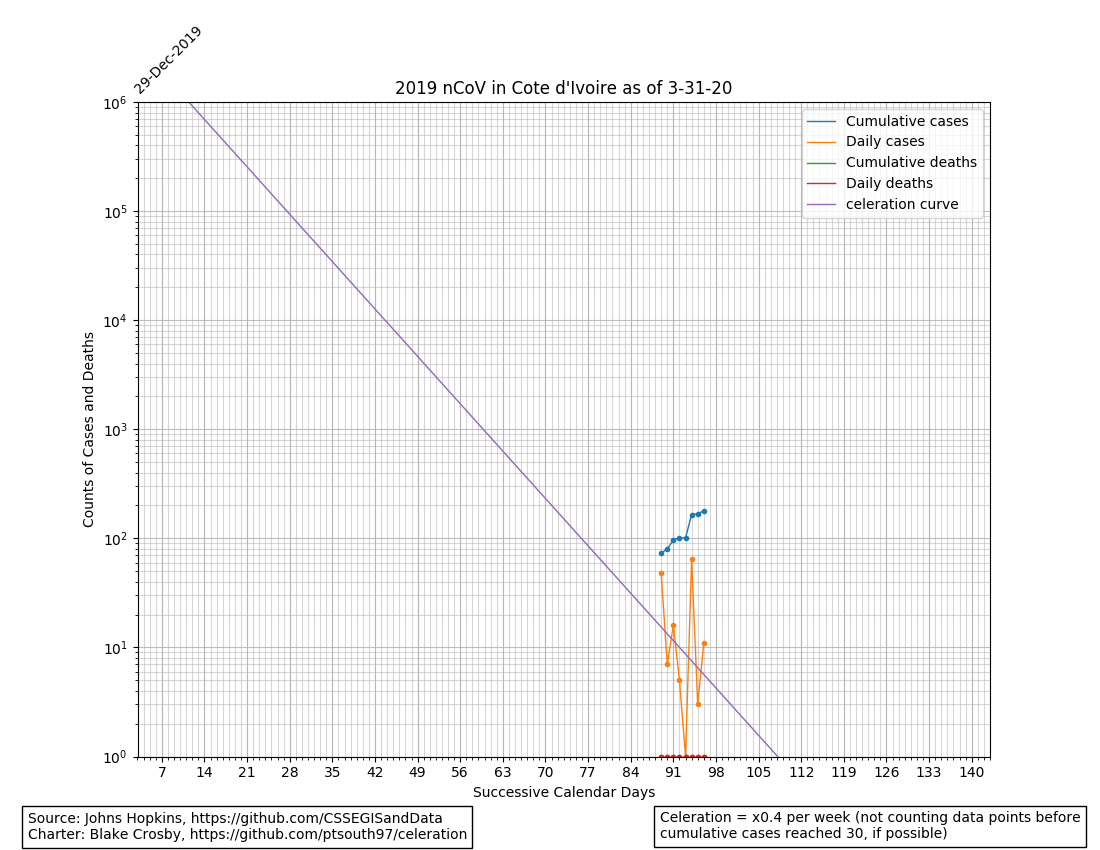 29-Dec-2019
2019 nCoV in Cote d'Ivoire as of 3-31-20
Counts of Cases and Deaths
10^6
10^5
10^4
10^3
10^2
10^1
10^0
Cumulative cases
Daily cases
Cumulative deaths
Daily deaths
celeration curve
7 14 21 28 35 42 49 56 63 70 77 84 91 98 105 112 119 126 133 140
Successive Calendar Days
Source: Johns Hopkins, https://github.com/CSSEGISandData
Charter: Blake Crosby, https://github.com/ptsouth97/celeration
Celeration = x0.4 per week (not counting data points before
cumulative cases reached 30, if possible)